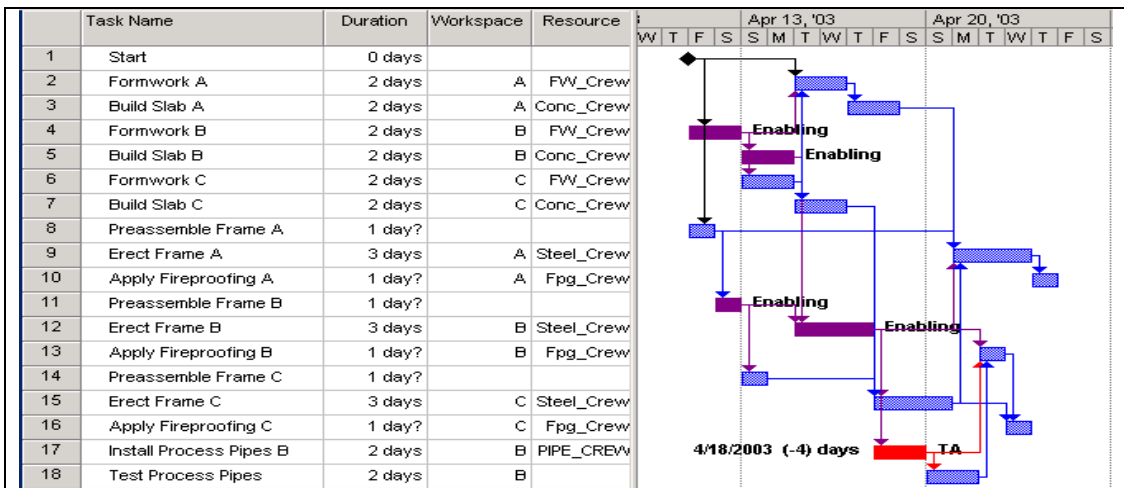 Task Name Duration Workspace Resource Apr 13, '03 Apr 20, '03
W T F S S M T W T F S S M T W T F S
1 Start 0 days
2 Formwork A 2 days A FW_Crew
3 Build Slab A 2 days A Conc_Crew
4 Formwork B 2 days B FW_Crew Enabling
5 Build Slab B 2 days B Conc_Crew Enabling
6 Formwork C 2 days C FW_Crew
7 Build Slab C 2 days C Conc_Crew
8 Preassemble Frame A 1 day?
9 Erect Frame A 3 days A Steel_Crew
10 Apply Fireproofing A 1 day? A Fpg_Crew
11 Preassemble Frame B 1 day? Enabling
12 Erect Frame B 3 days B Steel_Crew Enabling
13 Apply Fireproofing B 1 day? B Fpg_Crew
14 Preassemble Frame C 1 day?
15 Erect Frame C 3 days C Steel_Crew
16 Apply Fireproofing C 1 day? C Fpg_Crew
17 Install Process Pipes B 2 days B PIPE_CREW 4/18/2003 (-4) days TA
18 Test Process Pipes 2 days B